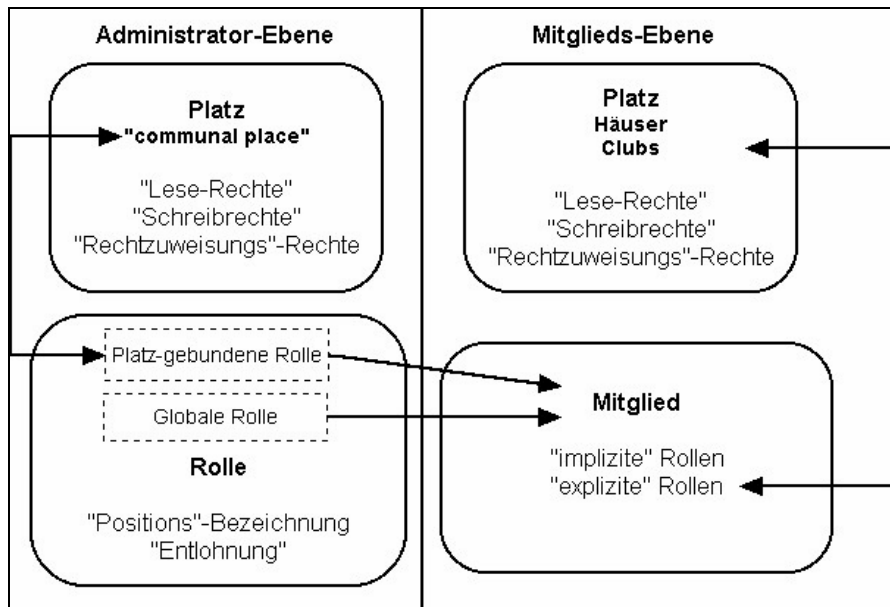 Administrator-Ebene
Platz
"communal place"
"Lese-Rechte"
"Schreibrechte"
"Rechtzuweisungs"-Rechte
Platz-gebundene Rolle
Globale Rolle
Rolle
"Positions"-Bezeichnung
"Entlohnung"
Mitglieds-Ebene
Platz
Häuser
Clubs
"Lese-Rechte"
"Schreibrechte"
"Rechtzuweisungs"-Rechte
Mitglied
"implizite" Rollen
"explizite" Rollen